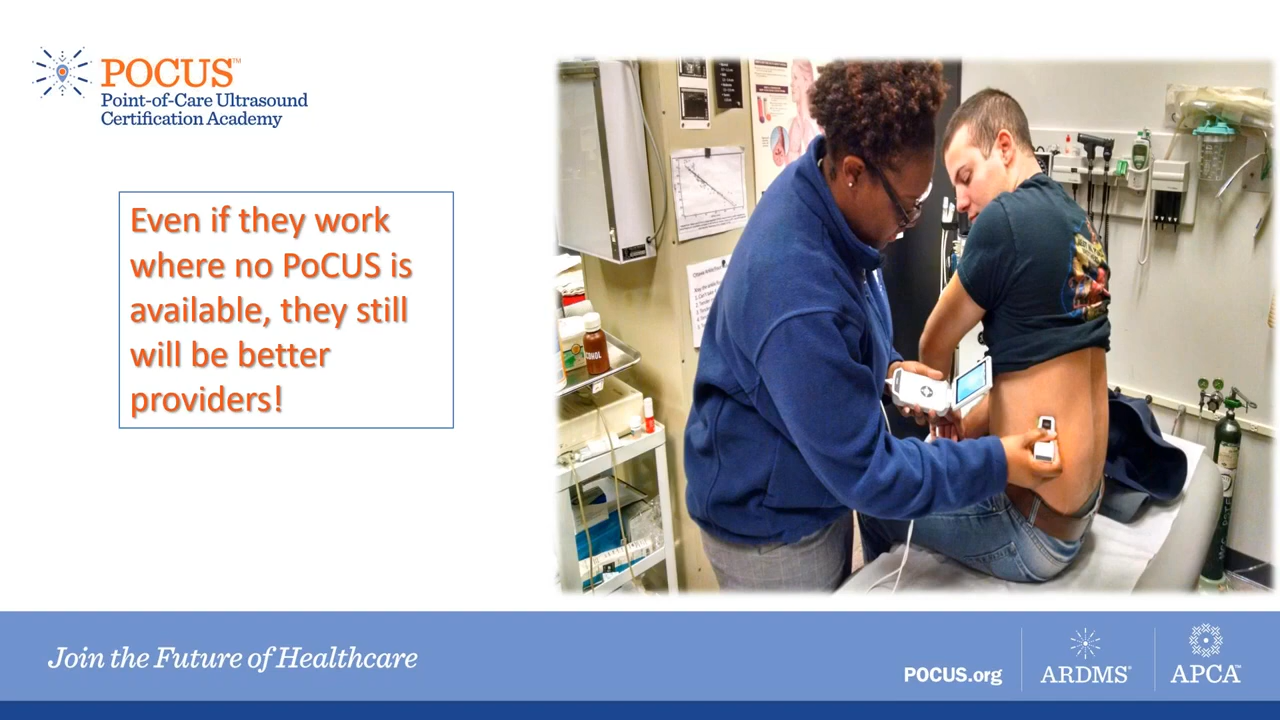 POCUS™
Point-of-Care Ultrasound
Certification Academy
Even if they work
where no PoCUS is
available, they still
will be better
providers!
COHOL
Join the Future of Healthcare
POCUS.org
ARDMS®
APCA™